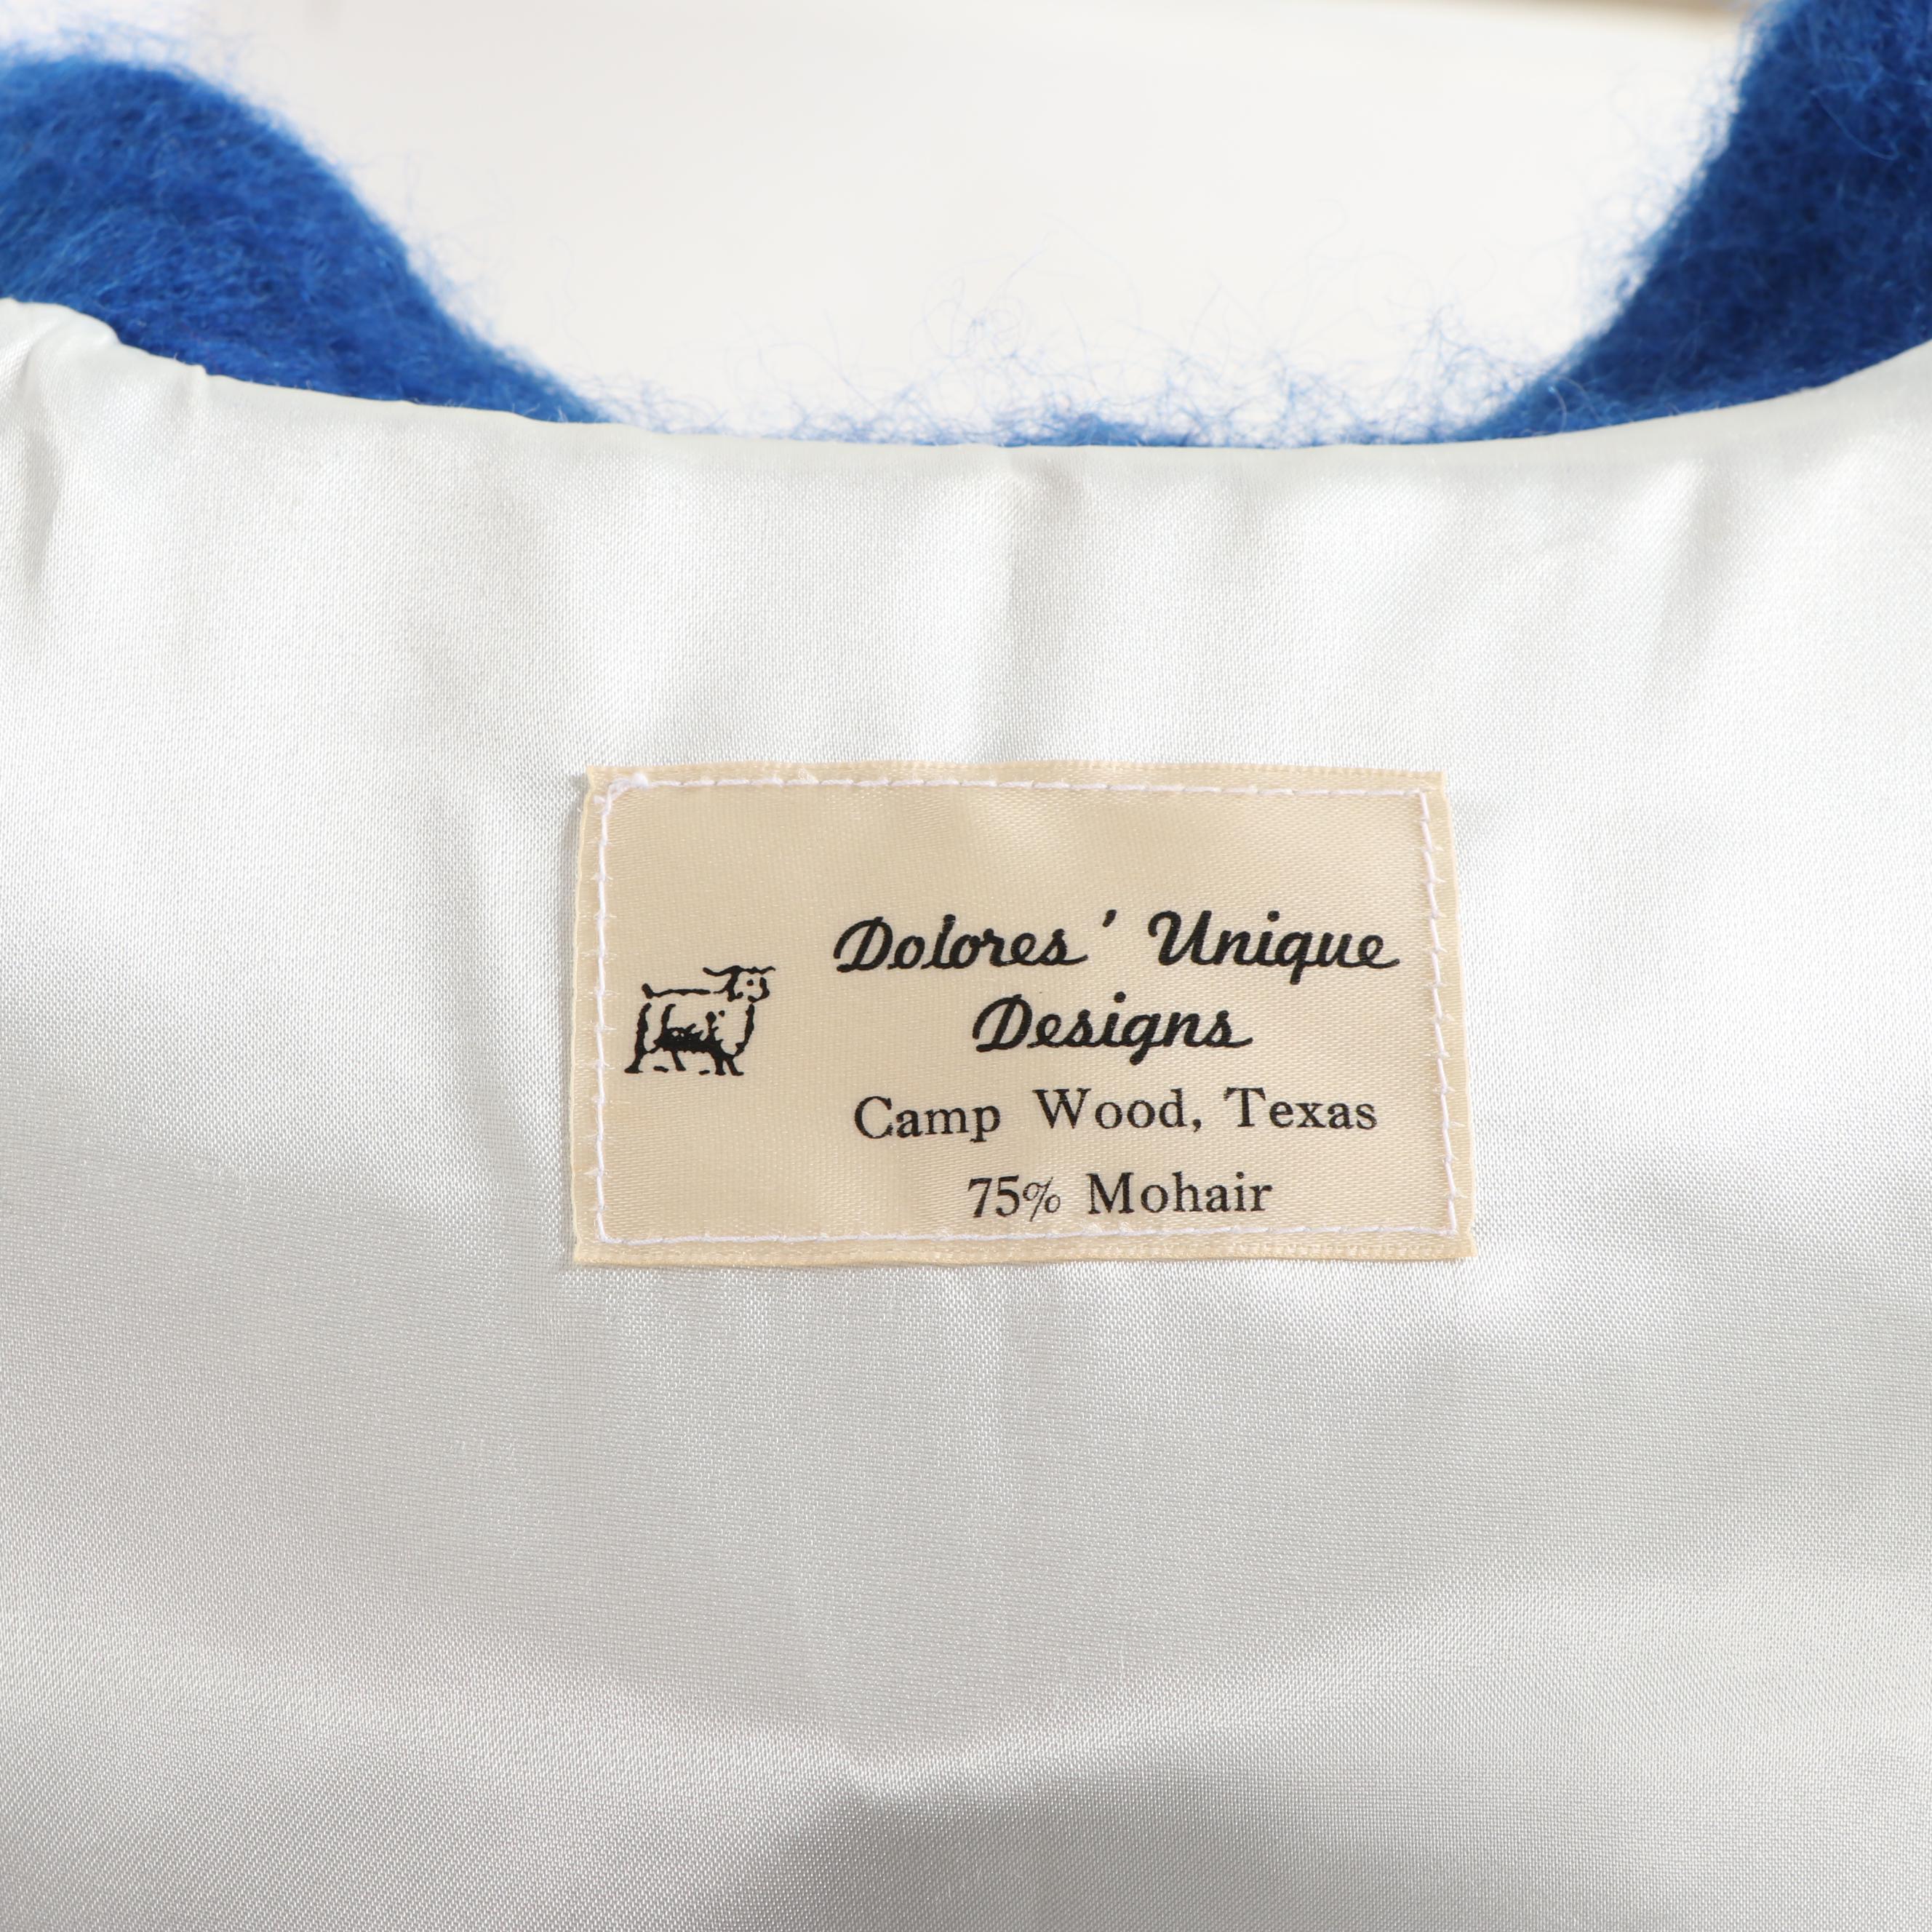 Dolores' Unique
Designs
Camp Wood, Texas
75% Mohair